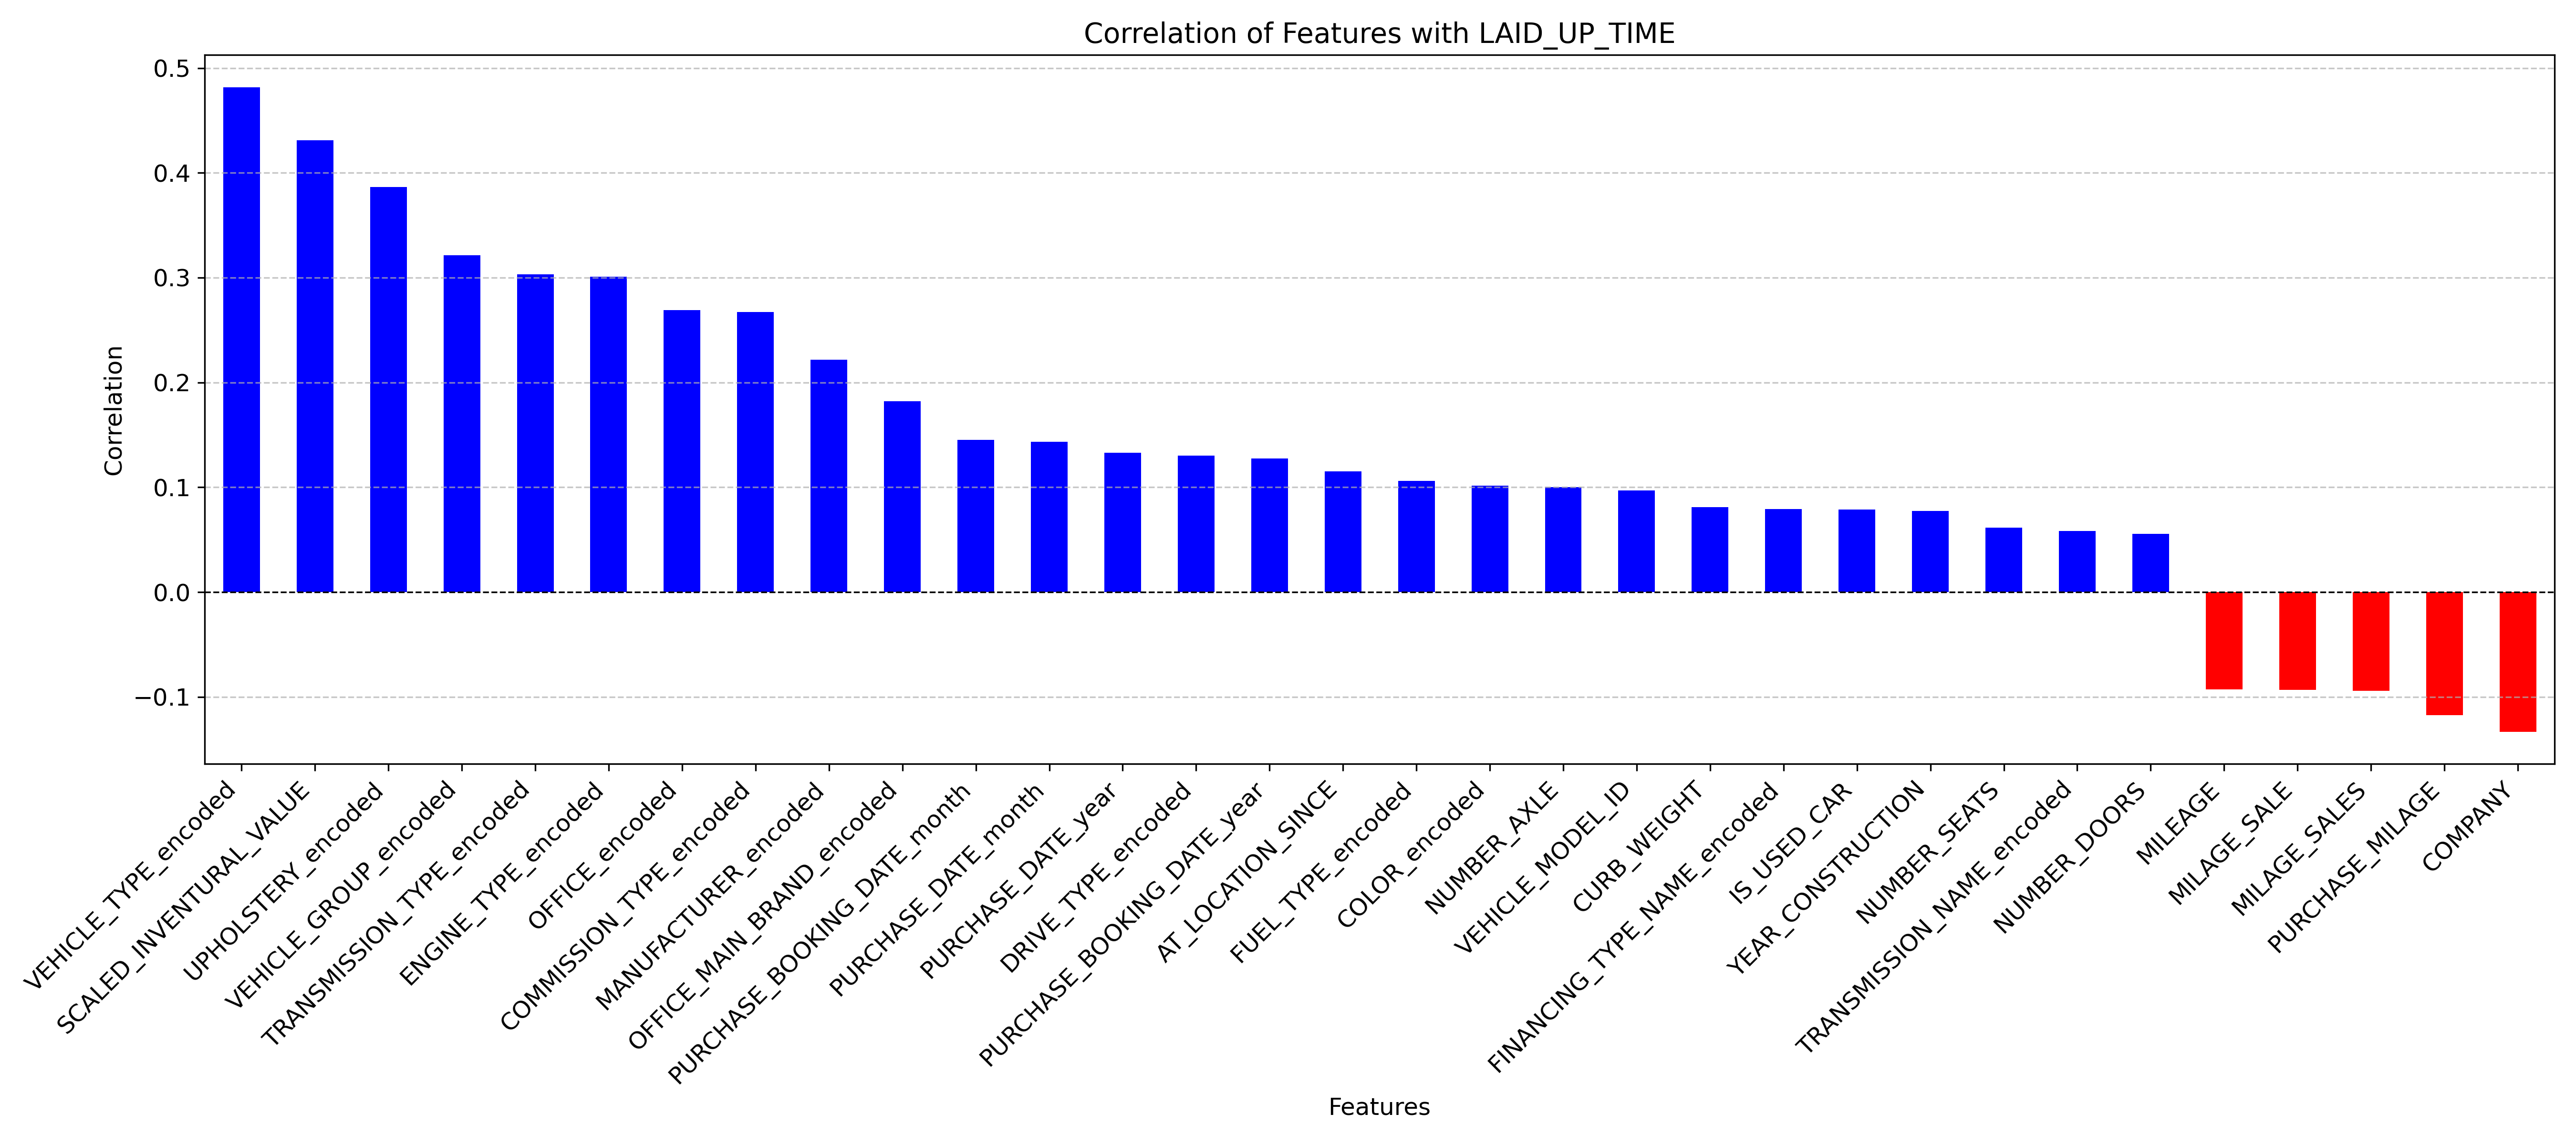 Correlation of Features with LAID_UP_TIME
Correlation
0.5
0.4
0.3
0.2
0.1
0.0
−0.1
VEHICLE_TYPE_encoded
SCALED_INVENTURAL_VALUE
UPHOLSTERY_encoded
VEHICLE_GROUP_encoded
TRANSMISSION_TYPE_encoded
ENGINE_TYPE_encoded
OFFICE_encoded
COMMISSION_TYPE_encoded
MANUFACTURER_encoded
OFFICE_MAIN_BRAND_encoded
PURCHASE_BOOKING_DATE_month
PURCHASE_DATE_month
PURCHASE_DATE_year
DRIVE_TYPE_encoded
PURCHASE_BOOKING_DATE_year
AT_LOCATION_SINCE
FUEL_TYPE_encoded
COLOR_encoded
NUMBER_AXLE
VEHICLE_MODEL_ID
CURB_WEIGHT
FINANCING_TYPE_NAME_encoded
IS_USED_CAR
YEAR_CONSTRUCTION
NUMBER_SEATS
TRANSMISSION_NAME_encoded
NUMBER_DOORS
MILEAGE
MILAGE_SALE
MILAGE_SALES
PURCHASE_MILAGE
COMPANY
Features